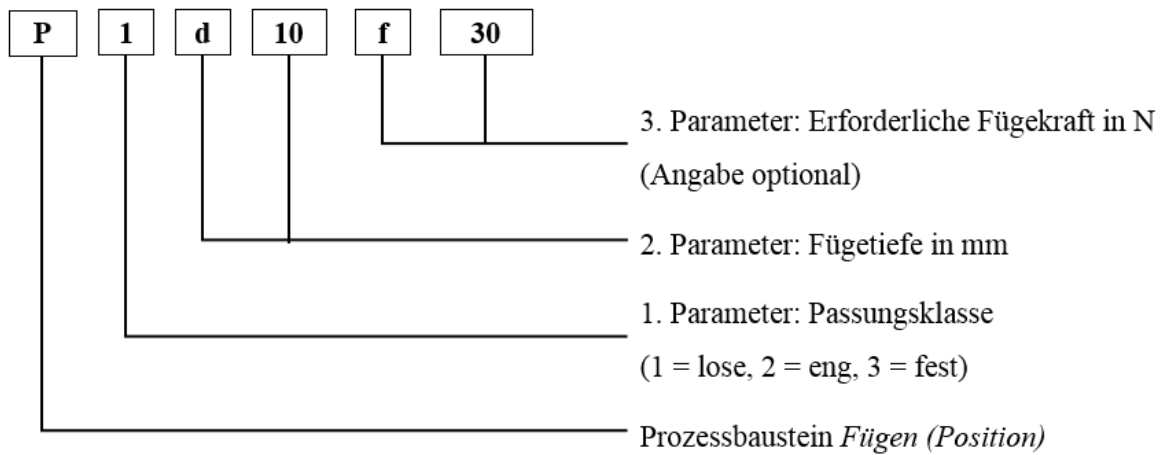 P 1 d 10 f 30
3. Parameter: Erforderliche Fügekraft in N
(Angabe optional)
2. Parameter: Fügetiefe in mm
1. Parameter: Passungsklasse
(1 = lose, 2 = eng, 3 = fest)
Prozessbaustein Fügen (Position)